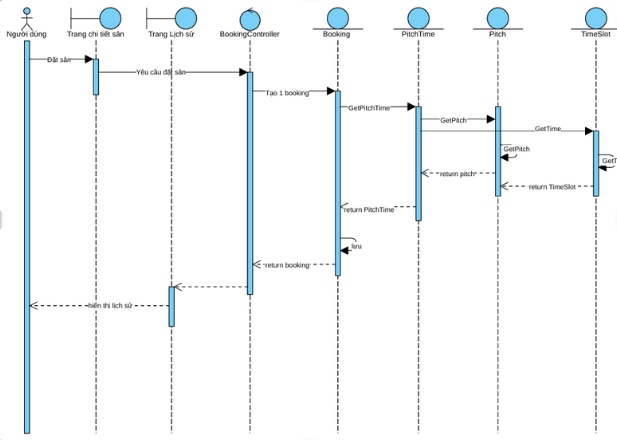 Người dùng
Trang chi tiết sân
Trang Lịch sử
BookingController
Booking
PitchTime
Pitch
TimeSlot
Đặt sân
Yêu cầu đặt sân
Tạo 1 booking
GetPitchTime
GetPitch
GetTime
GetPitch
GetT
return pitch
return TimeSlot
return PitchTime
lưu
return booking
hiển thị lịch sử